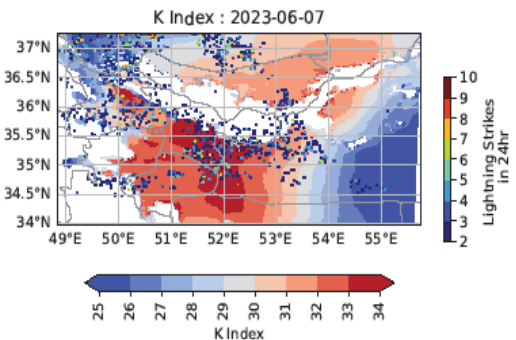 K Index : 2023-06-07
37°N
36.5°N
36°N
35.5°N
35°N
34.5°N
34°N
49°E 50°E 51°E 52°E 53°E 54°E 55°E
10
9
8
7
6
5
4
3
2
Lightning Strikes
in 24hr
25 26 27 28 29 30 31 32 33 34
K Index